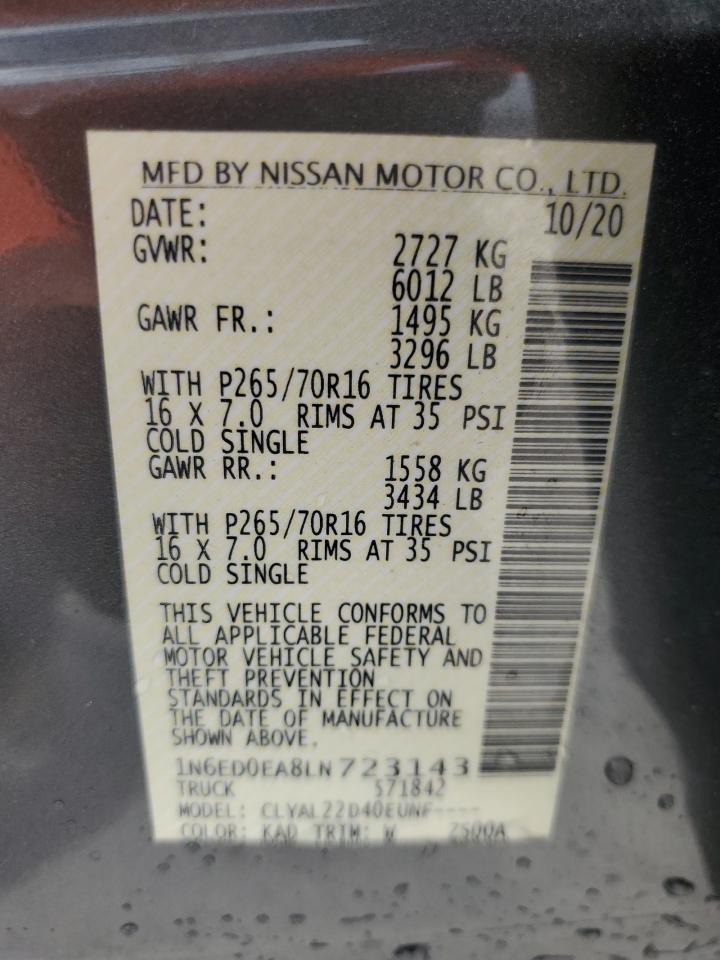 MFD BY NISSAN MOTOR CO., LTD.
DATE: 10/20
GVWR: 2727 KG
6012 LB
GAWR FR.: 1495 KG
3296 LB
WITH P265/70R16 TIRES
16 X 7.0 RIMS AT 35 PSI
COLD SINGLE
GAWR RR.: 1558 KG
3434 LB
WITH P265/70R16 TIRES
16 X 7.0 RIMS AT 35 PSI
COLD SINGLE
THIS VEHICLE CONFORMS TO
ALL APPLICABLE FEDERAL
MOTOR VEHICLE SAFETY AND
THEFT PREVENTION
STANDARDS IN EFFECT ON
THE DATE OF MANUFACTURE
SHOWN ABOVE.
1N6ED0EA8LN723143
TRUCK S71842
MODEL: CLYAL22D40EUNF----
COLOR: KAD TRIM: W